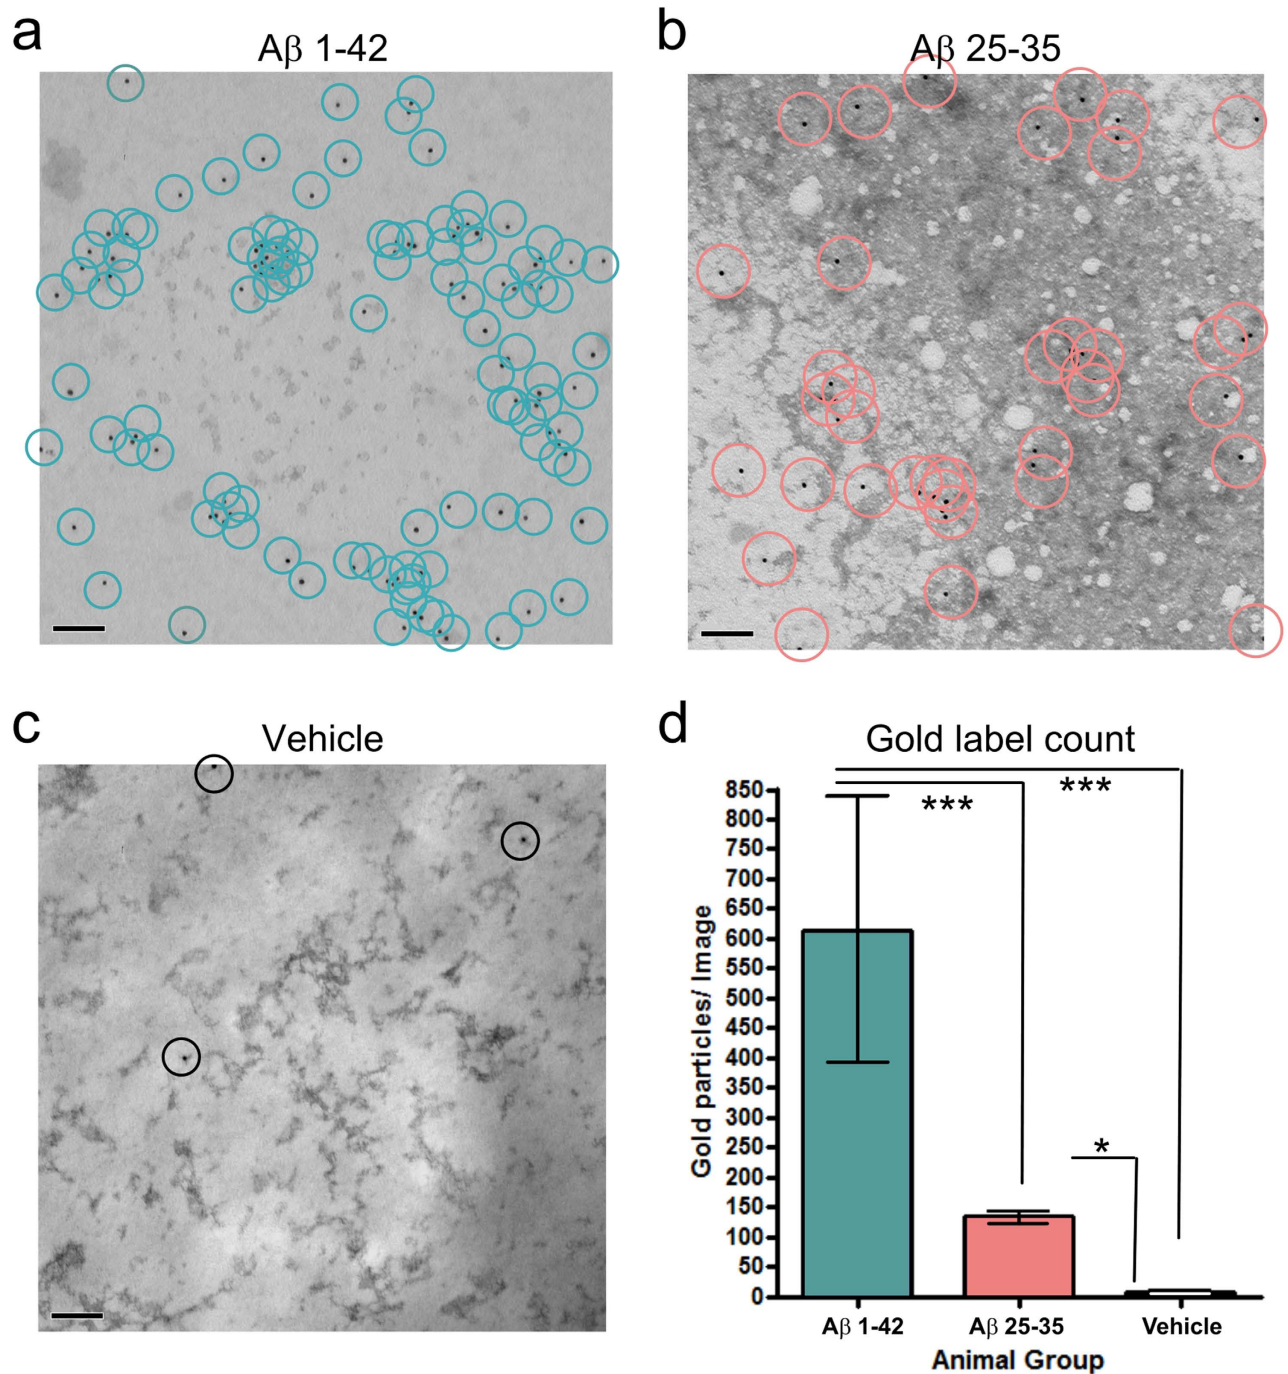 a
Aβ 1-42
b
Aβ 25-35
c
Vehicle
d
Gold label count
***
***
*
850
800
750
700
650
600
550
500
450
400
350
300
250
200
150
100
50
0
Gold particles/ Image
Aβ 1-42 Aβ 25-35 Vehicle
Animal Group